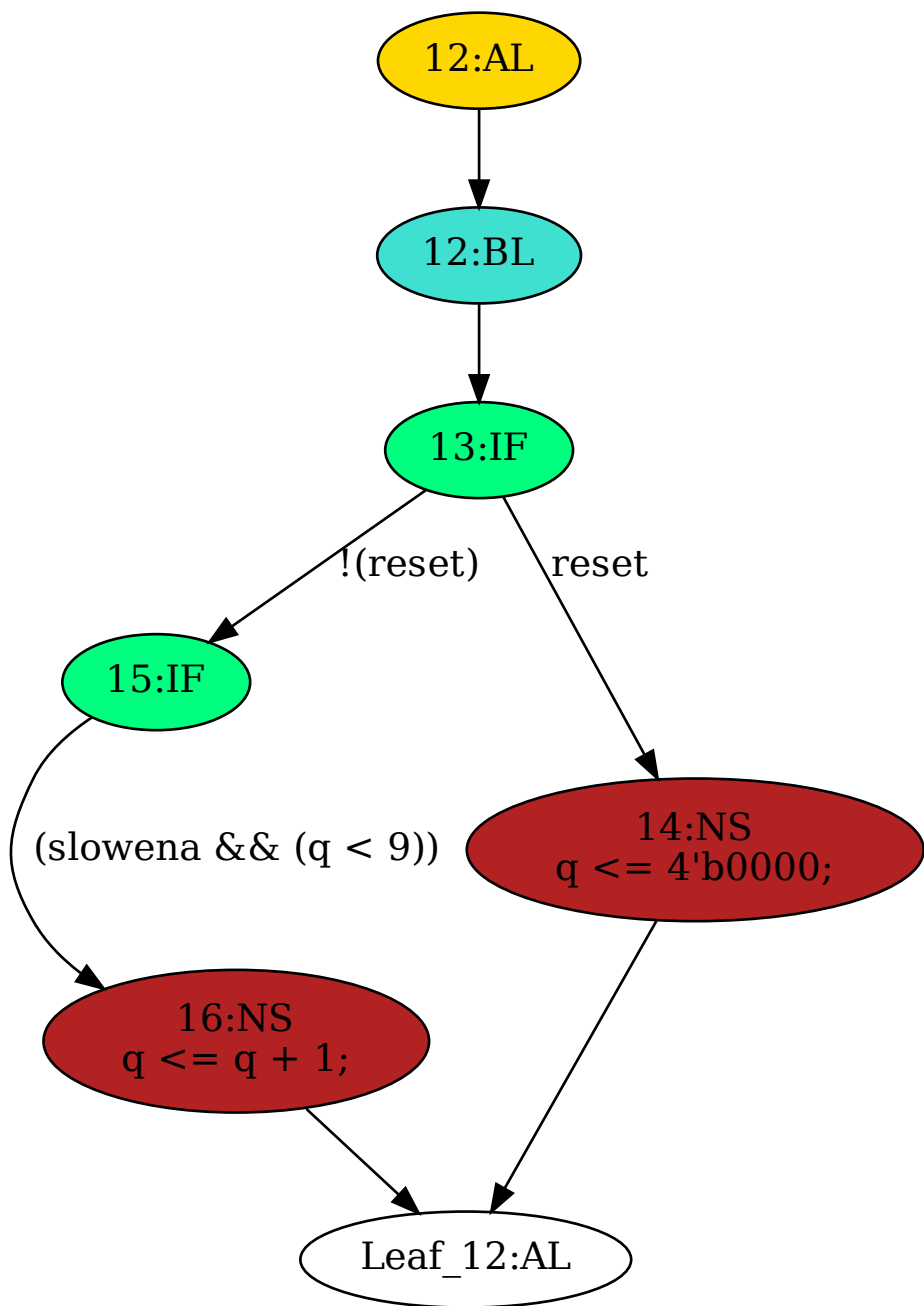 12:AL
12:BL
13:IF
!(reset)
reset
15:IF
(slowena && (q < 9))
14:NS
q <= 4'b0000;
16:NS
q <= q + 1;
Leaf_12:AL